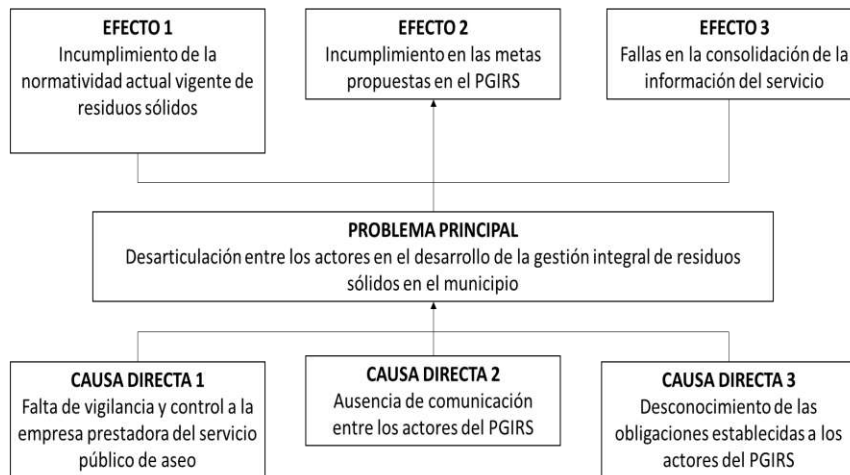 EFECTO 1
Incumplimiento de la
normatividad actual vigente de
residuos sólidos
EFECTO 2
Incumplimiento en las metas
propuestas en el PGIRS
EFECTO 3
Fallas en la consolidación de la
información del servicio
PROBLEMA PRINCIPAL
Desarticulación entre los actores en el desarrollo de la gestión integral de residuos
sólidos en el municipio
CAUSA DIRECTA 1
Falta de vigilancia y control a la
empresa prestadora del servicio
público de aseo
CAUSA DIRECTA 2
Ausencia de comunicación
entre los actores del PGIRS
CAUSA DIRECTA 3
Desconocimiento de las
obligaciones establecidas a los
actores del PGIRS